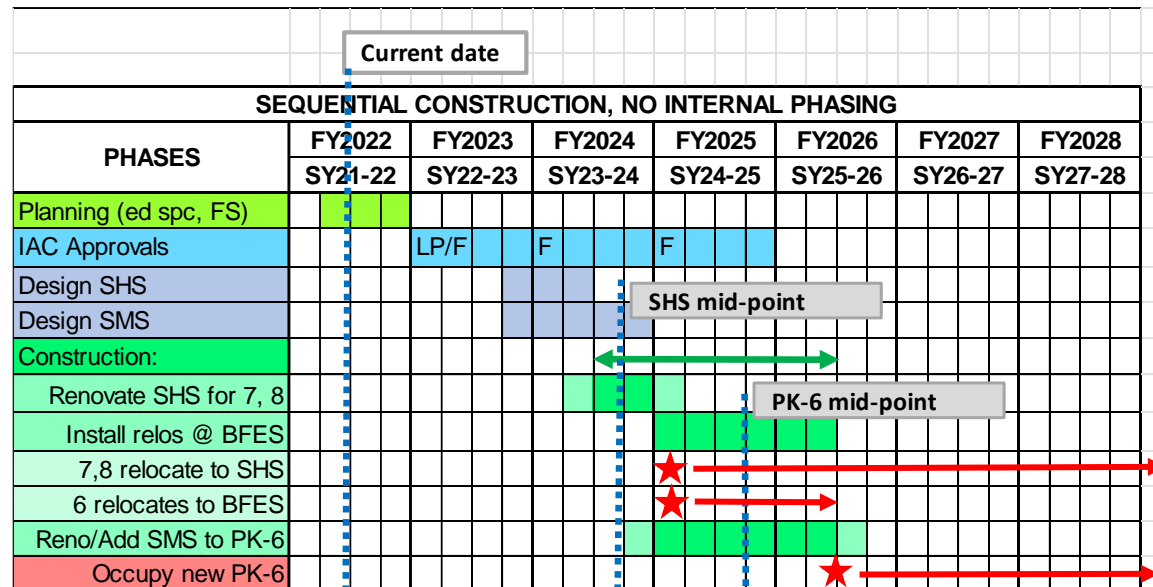 Current date
SEQUENTIAL CONSTRUCTION, NO INTERNAL PHASING
PHASES
FY2022 FY2023 FY2024 FY2025 FY2026 FY2027 FY2028
SY21-22 SY22-23 SY23-24 SY24-25 SY25-26 SY26-27 SY27-28
Planning (ed spc, FS)
IAC Approvals LP/F F F
Design SHS
SHS mid-point
Design SMS
Construction:
Renovate SHS for 7, 8
PK-6 mid-point
Install relos @ BFES
7,8 relocate to SHS
6 relocates to BFES
Reno/Add SMS to PK-6
Occupy new PK-6